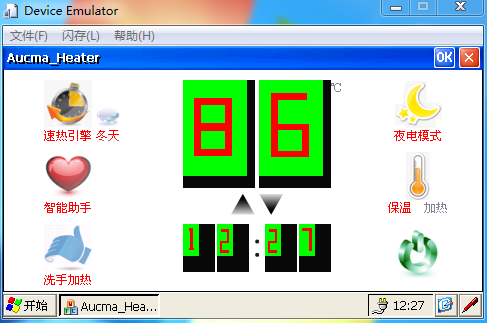 Device Emulator
文件(F) 闪存(L) 帮助(H)
Aucma_Heater OK
86 ℃
速热引擎 冬天
夜电模式
智能助手
保温 加热
12:27
洗手加热
开始 Aucma_Hea... 12:27